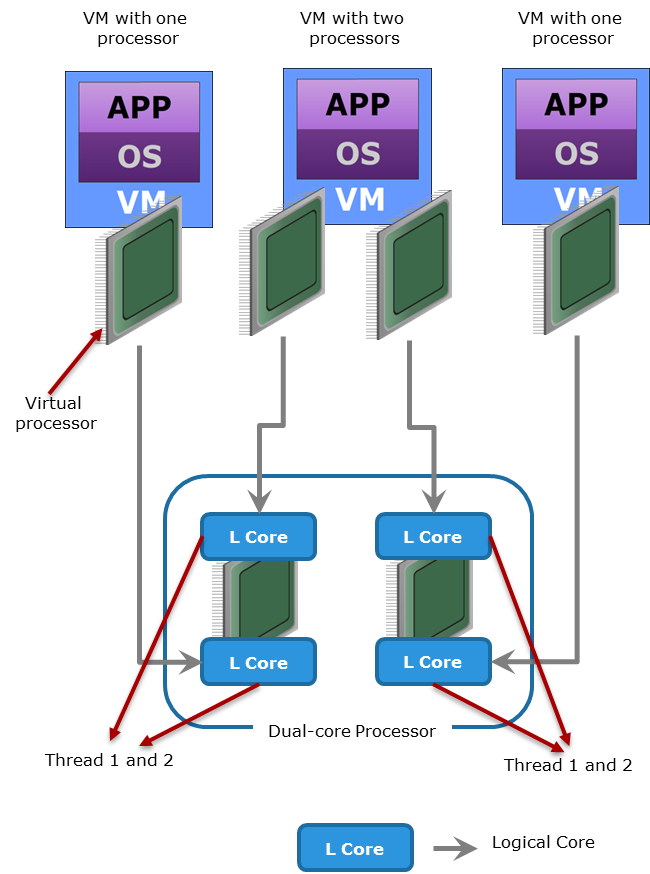 VM with one
processor
VM with two
processors
VM with one
processor
APP
OS
VM
APP
OS
VM
APP
OS
VM
Virtual
processor
L Core
L Core
L Core
L Core
Dual-core Processor
Thread 1 and 2
Thread 1 and 2
L Core
Logical Core